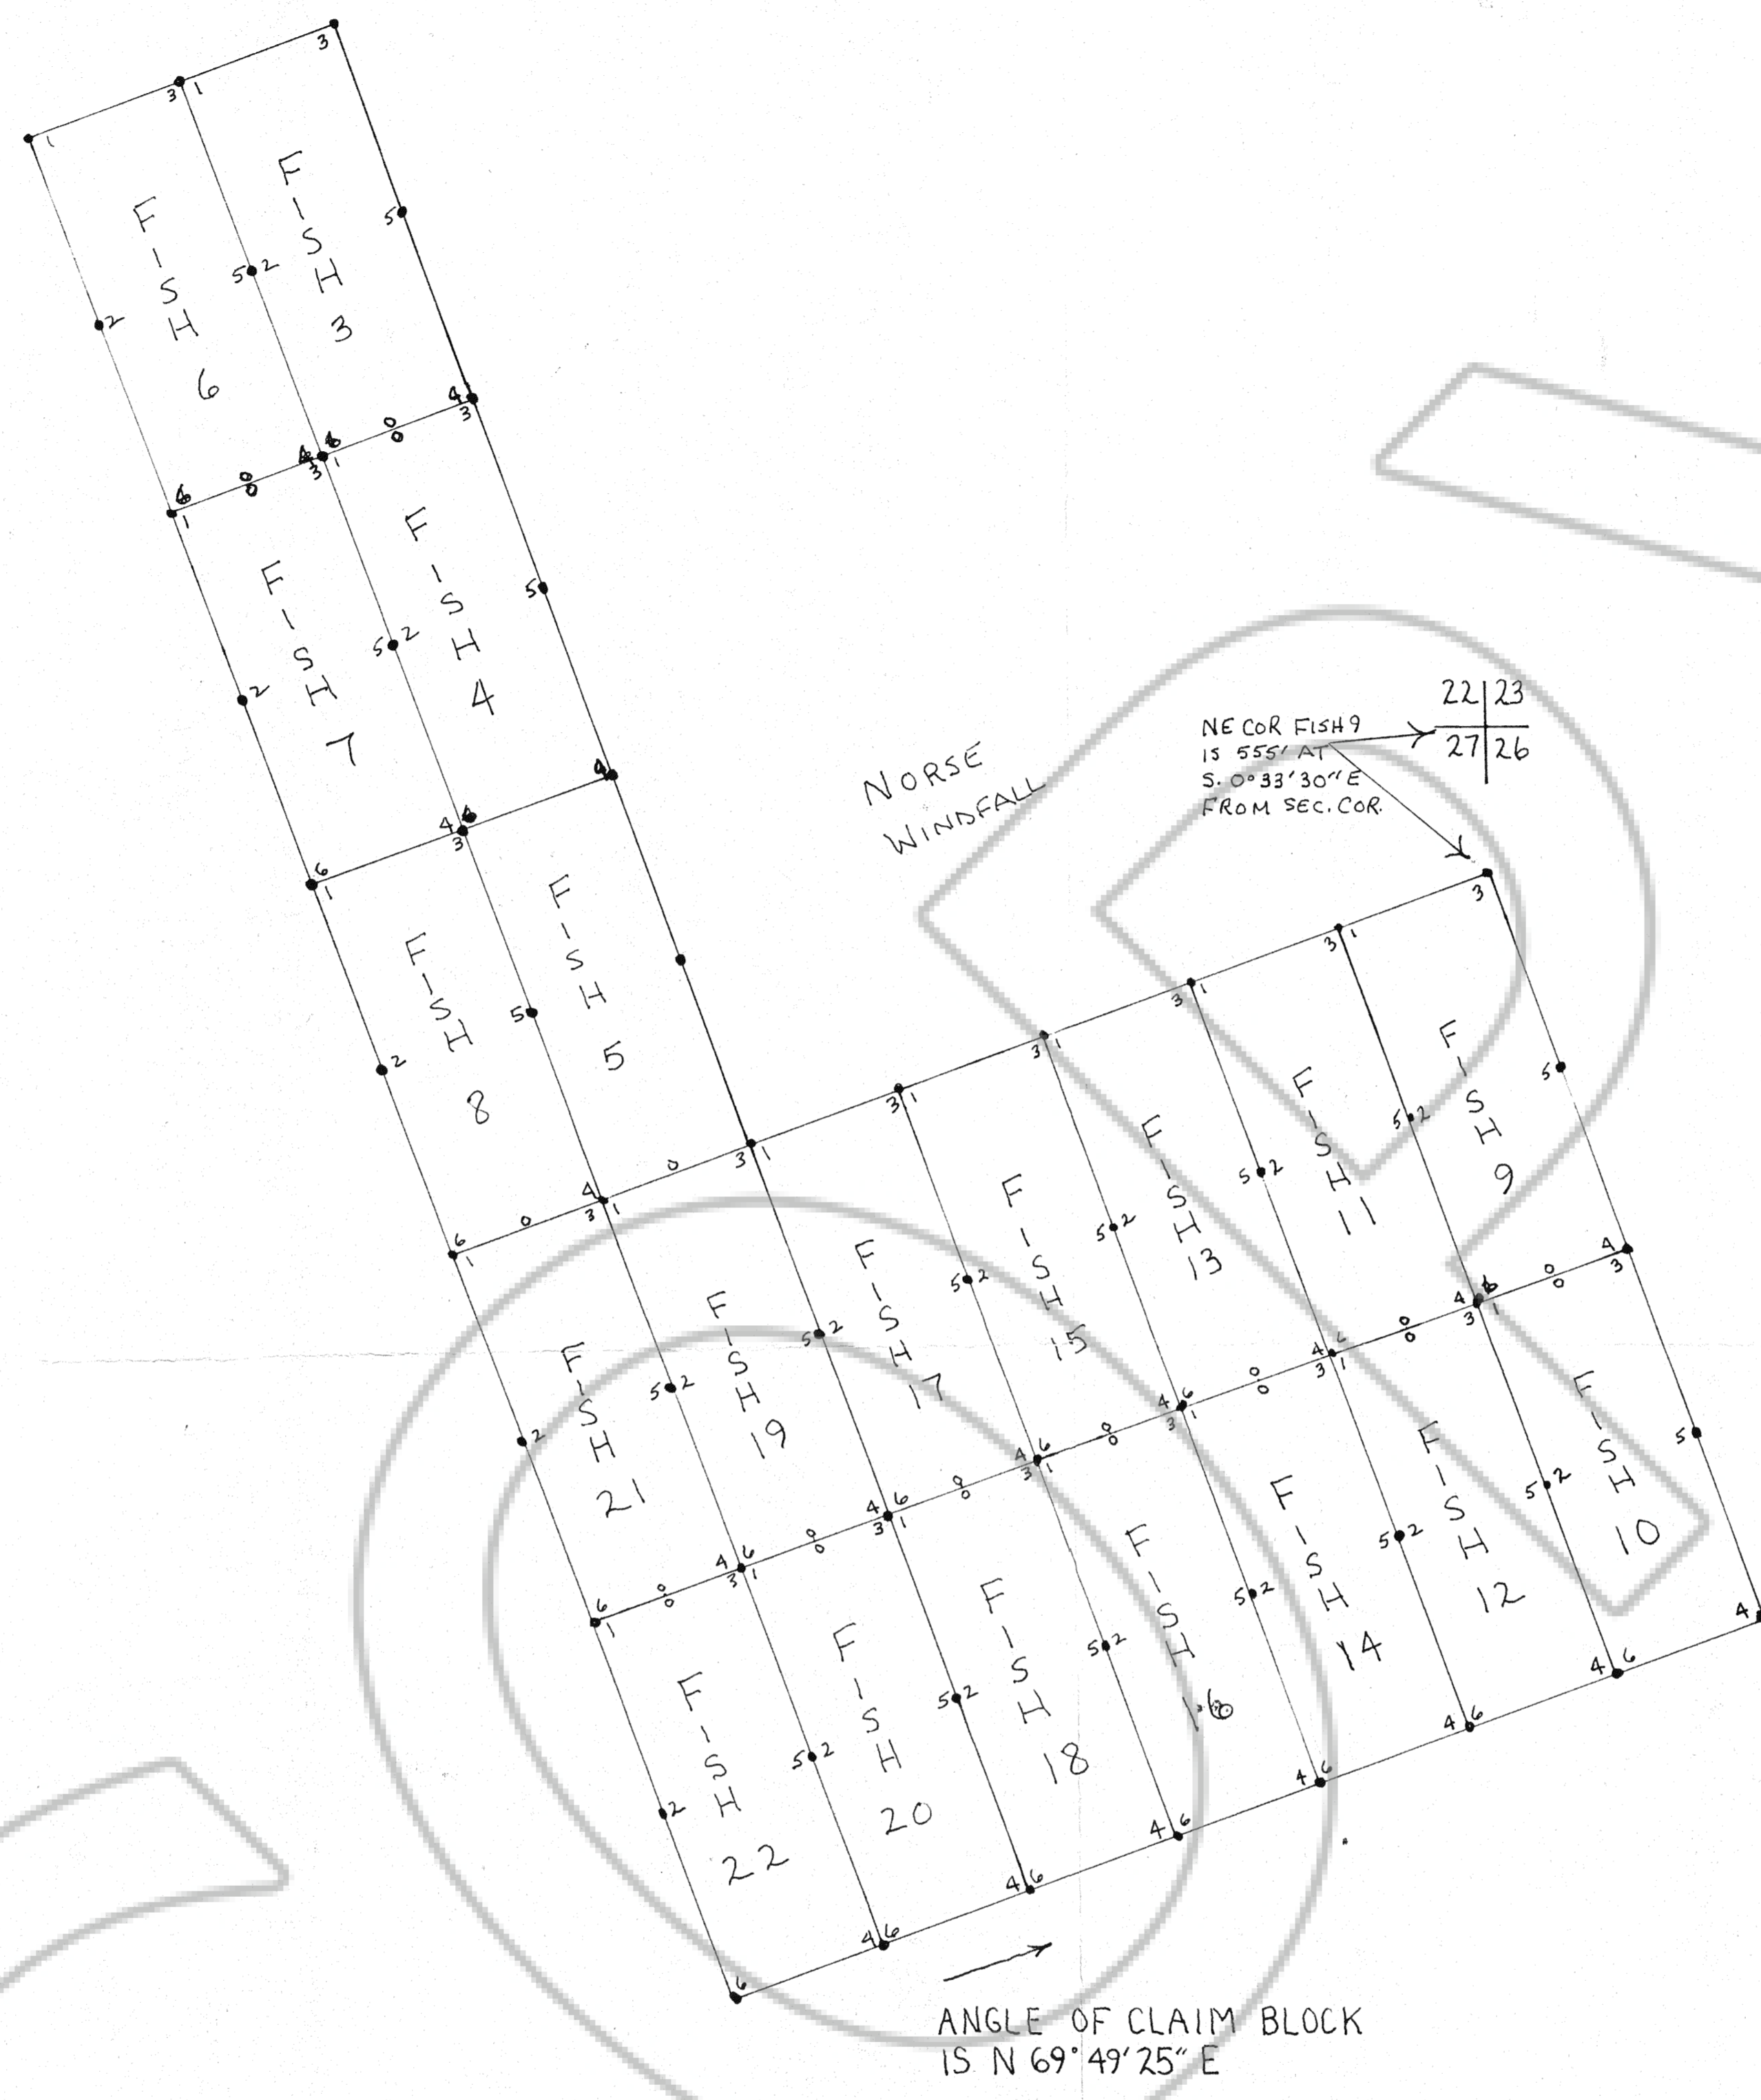 FISH 3
FISH 6
FISH 4
FISH 7
FISH 5
FISH 8
NORSE
WINDFALL
NE COR FISH 9
IS 555' AT
S. 0°33'30" E
FROM SEC. COR.
22 23
27 26
FISH 9
FISH 11
FISH 13
FISH 15
FISH 17
FISH 19
FISH 21
FISH 10
FISH 12
FISH 14
FISH 16
FISH 18
FISH 20
FISH 22
ANGLE OF CLAIM BLOCK
IS N 69° 49' 25" E